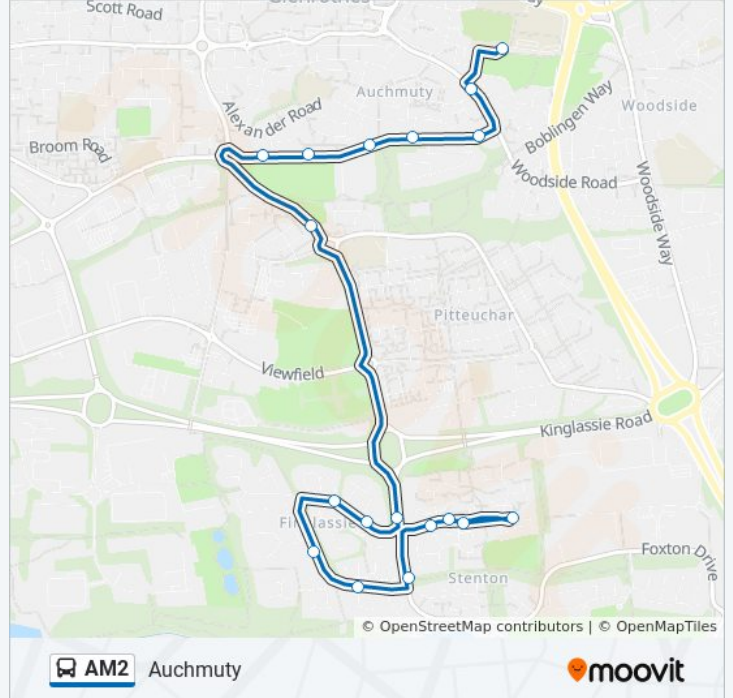 Scott Road
Glenrothes
Auchmuty
Alexander Road
Boblingen Way
Woodside
Broom Road
Woodside Road
Woodside Way
Pitteuchar
Viewfield
Kinglassie Road
Foxton Drive
Stenton
© OpenStreetMap contributors | © OpenMapTiles
AM2 Auchmuty
moovit